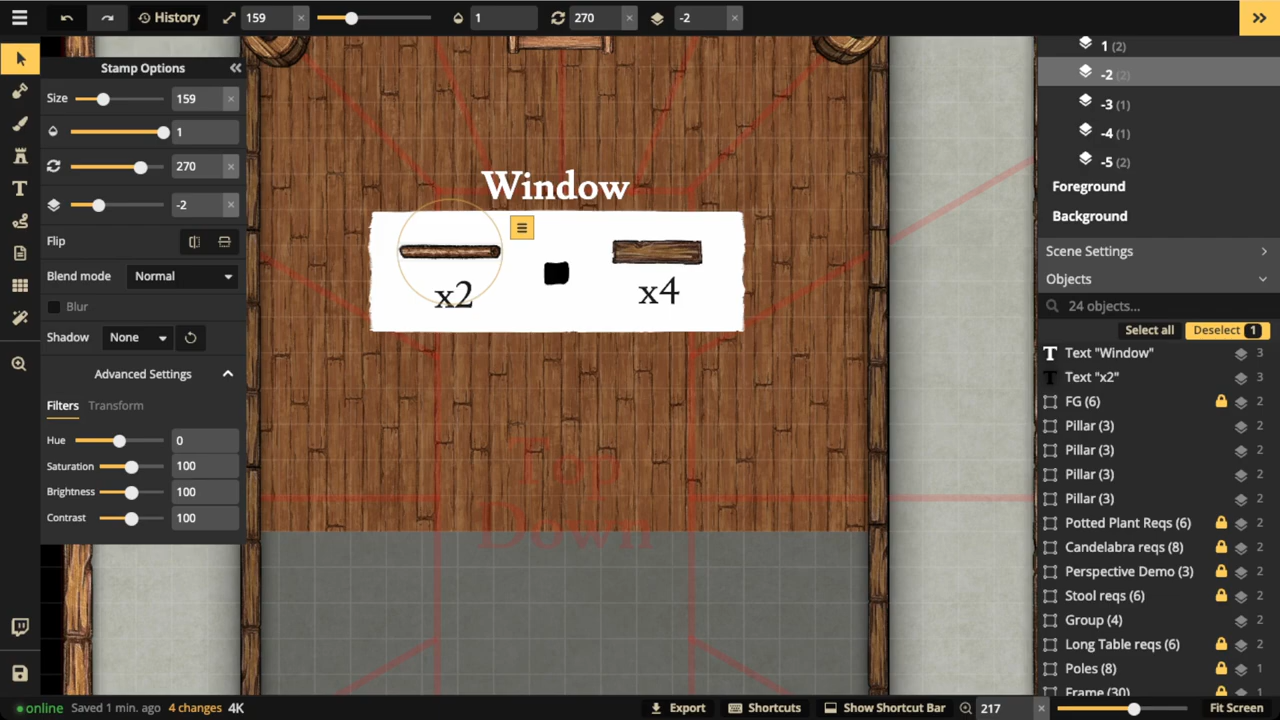 History 159 × 1 270 × -2 ×
Stamp Options
Size 159 ×
1
270 ×
-2 ×
Flip
Blend mode Normal
Blur
Shadow None
Advanced Settings
Filters Transform
Hue 0
Saturation 100
Brightness 100
Contrast 100
Window
x2
x4
Top
Down
1 (2)
-2 (2)
-3 (1)
-4 (1)
-5 (2)
Foreground
Background
Scene Settings
Objects
24 objects...
Select all Deselect 1
T Text "Window" 3
T Text "x2" 3
FG (6) 2
Pillar (3) 2
Pillar (3) 2
Pillar (3) 2
Pillar (3) 2
Potted Plant Reqs (6) 2
Candelabra reqs (8) 2
Perspective Demo (3) 2
Stool reqs (6) 2
Group (4) 2
Long Table reqs (6) 2
Poles (8) 1
Frame (30) 1
online Saved 1 min. ago 4 changes 4K Export Shortcuts Show Shortcut Bar 217 × Fit Screen